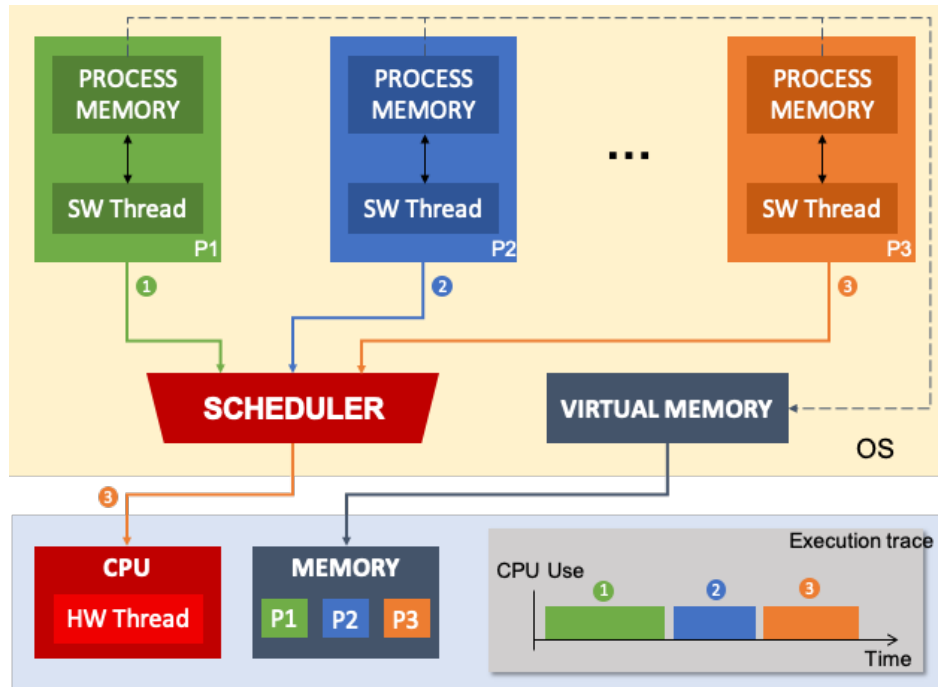 PROCESS
MEMORY
SW Thread
P1
PROCESS
MEMORY
SW Thread
P2
...
PROCESS
MEMORY
SW Thread
P3
1
2
3
SCHEDULER
VIRTUAL MEMORY
OS
3
CPU
HW Thread
MEMORY
P1
P2
P3
Execution trace
CPU Use
1
2
3
Time